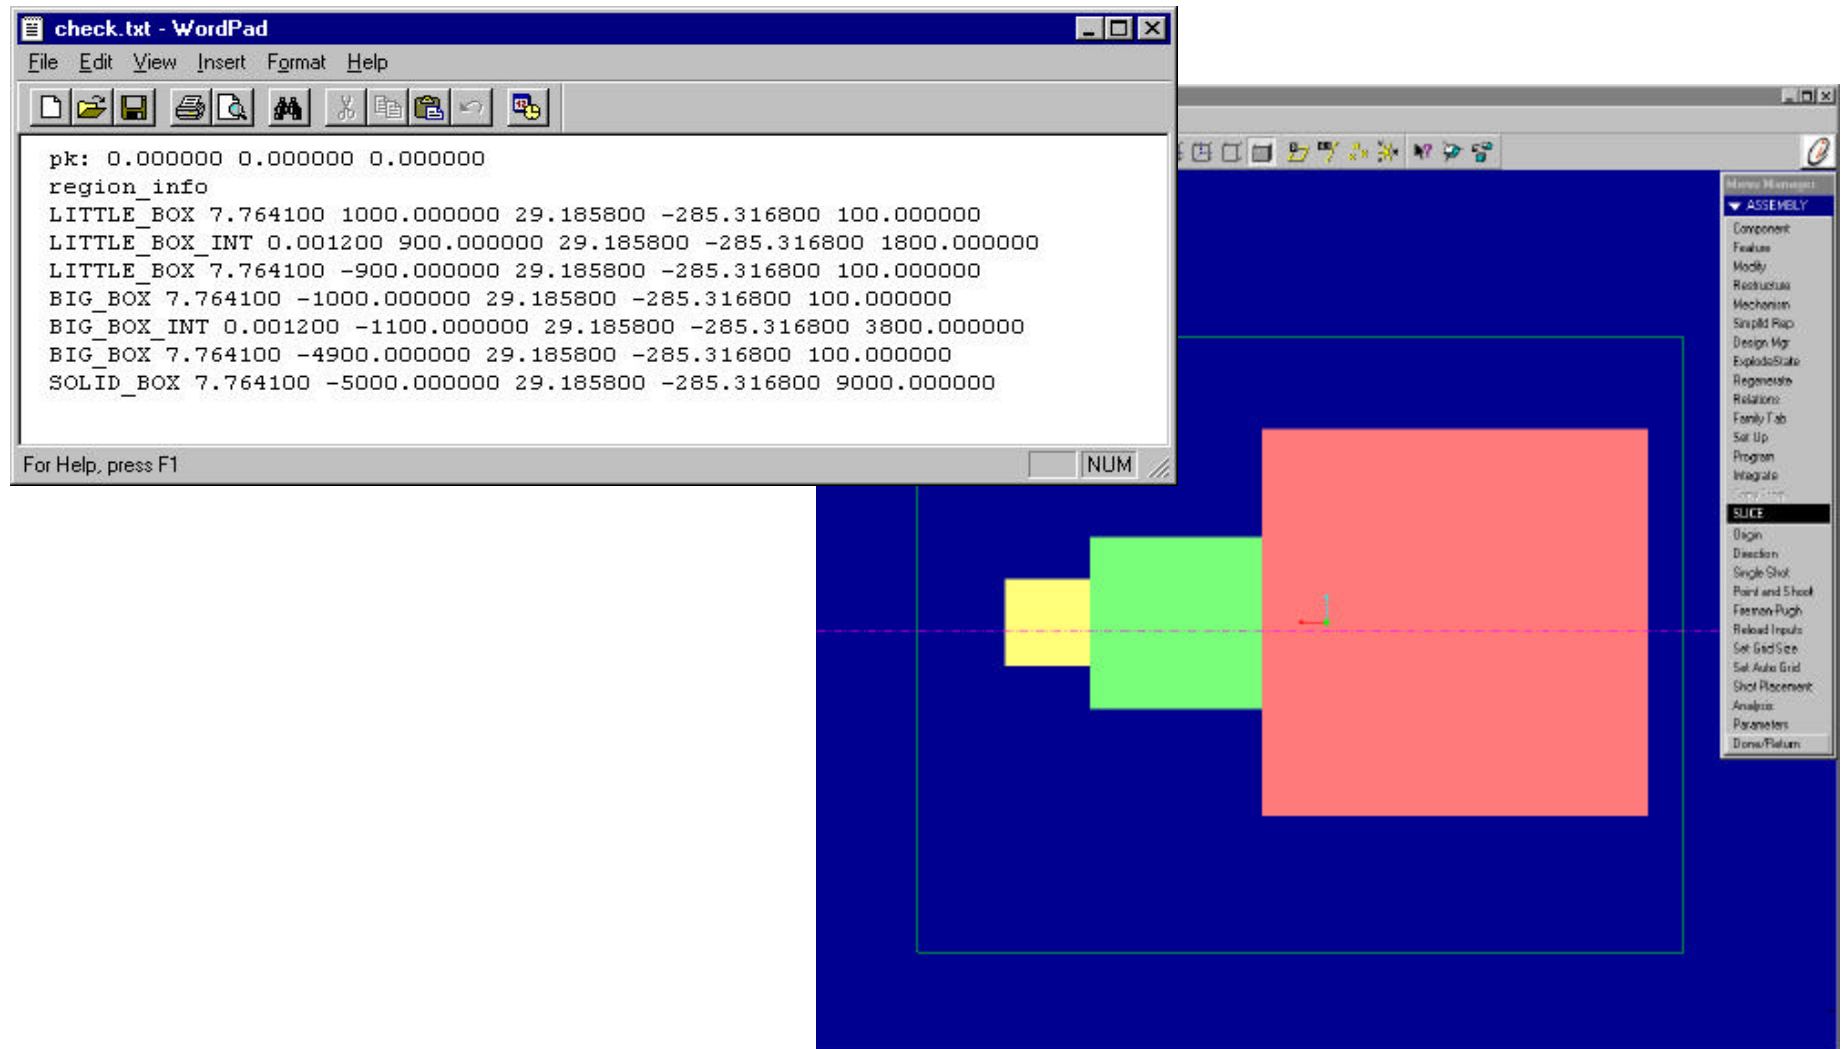 check.txt - WordPad
File Edit View Insert Format Help
pk: 0.000000 0.000000 0.000000
region_info
LITTLE_BOX 7.764100 1000.000000 29.185800 -285.316800 100.000000
LITTLE_BOX_INT 0.001200 900.000000 29.185800 -285.316800 1800.000000
LITTLE_BOX 7.764100 -900.000000 29.185800 -285.316800 100.000000
BIG_BOX 7.764100 -1000.000000 29.185800 -285.316800 100.000000
BIG_BOX_INT 0.001200 -1100.000000 29.185800 -285.316800 3800.000000
BIG_BOX 7.764100 -4900.000000 29.185800 -285.316800 100.000000
SOLID_BOX 7.764100 -5000.000000 29.185800 -285.316800 9000.000000
For Help, press F1 NUM
Menu Manager
ASSEMBLY
Component
Feature
Modify
Restructure
Mechanism
Simplfd Rep
Design Mgr
ExplodeState
Regenerate
Relations
Family Tab
Set Up
Program
Integrate
SLICE
Origin
Direction
Single Shot
Point and Shoot
Reload Inputs
Set Grid Size
Set Auto Grid
Shot Placement
Analysis
Parameters
Done/Return